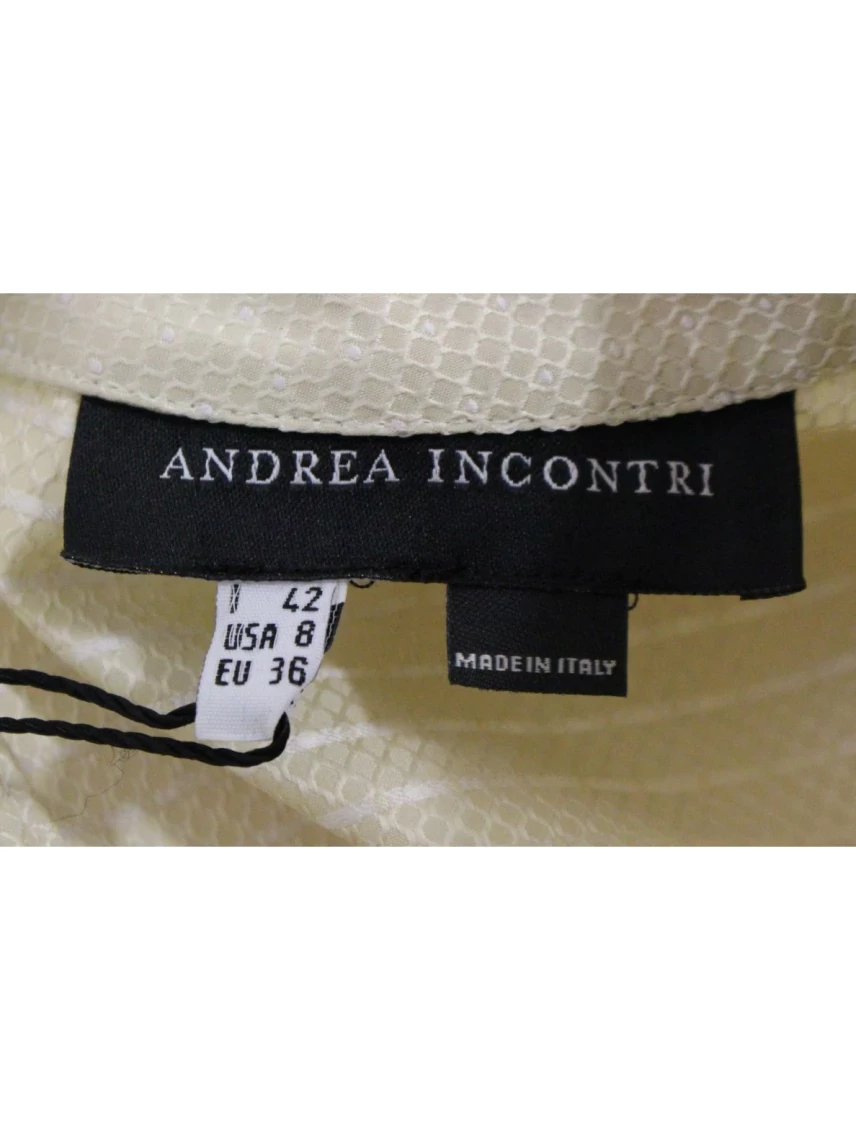 ANDREA INCONTRI
I 42
USA 8
EU 36
MADE IN ITALY